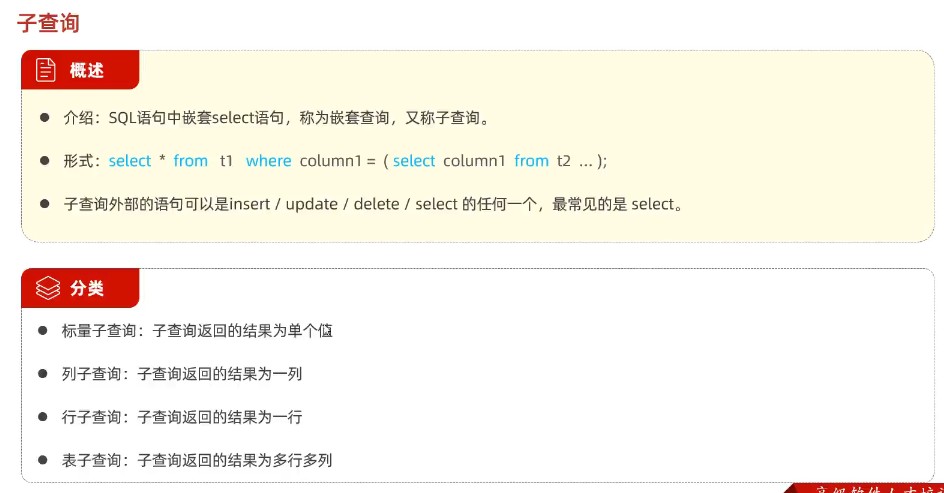 子查询
概述
介绍：SQL语句中嵌套select语句，称为嵌套查询，又称子查询。
形式：select * from t1 where column1 = ( select column1 from t2 … );
子查询外部的语句可以是insert / update / delete / select 的任何一个，最常见的是 select。
分类
标量子查询：子查询返回的结果为单个值
列子查询：子查询返回的结果为一列
行子查询：子查询返回的结果为一行
表子查询：子查询返回的结果为多行多列